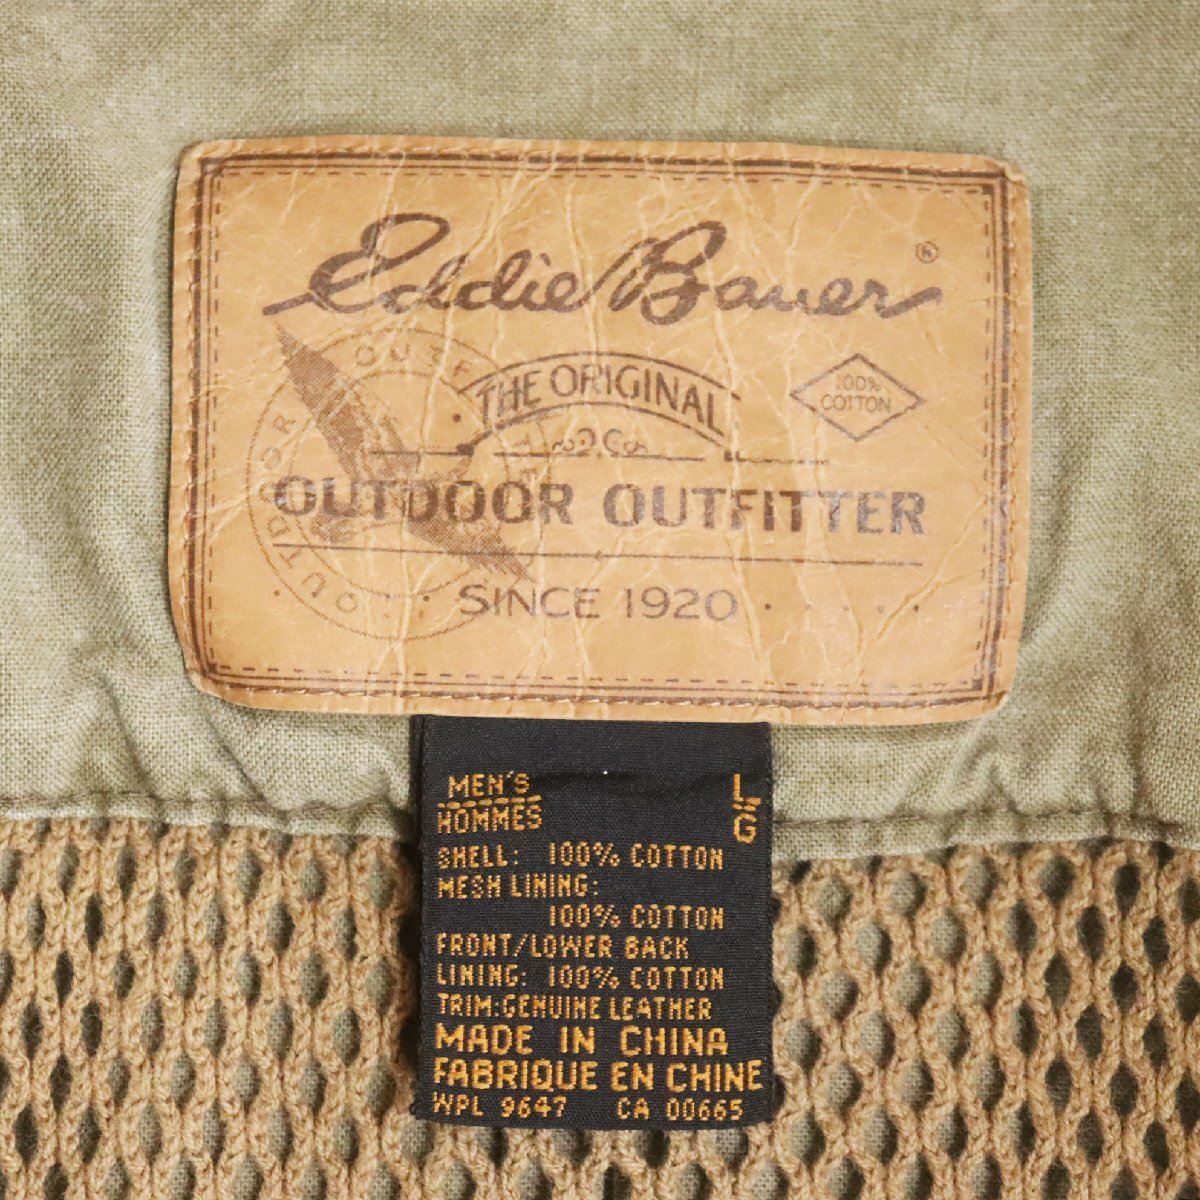 Eddie Bauer ®
THE ORIGINAL
100%
COTTON
OUTDOOR OUTFITTER
· SINCE 1920 ·
MEN'S
HOMMES
L
G
SHELL: 100% COTTON
MESH LINING:
100% COTTON
FRONT/LOWER BACK
LINING: 100% COTTON
TRIM:GENUINE LEATHER
MADE IN CHINA
FABRIQUE EN CHINE
WPL 9647 CA 00665